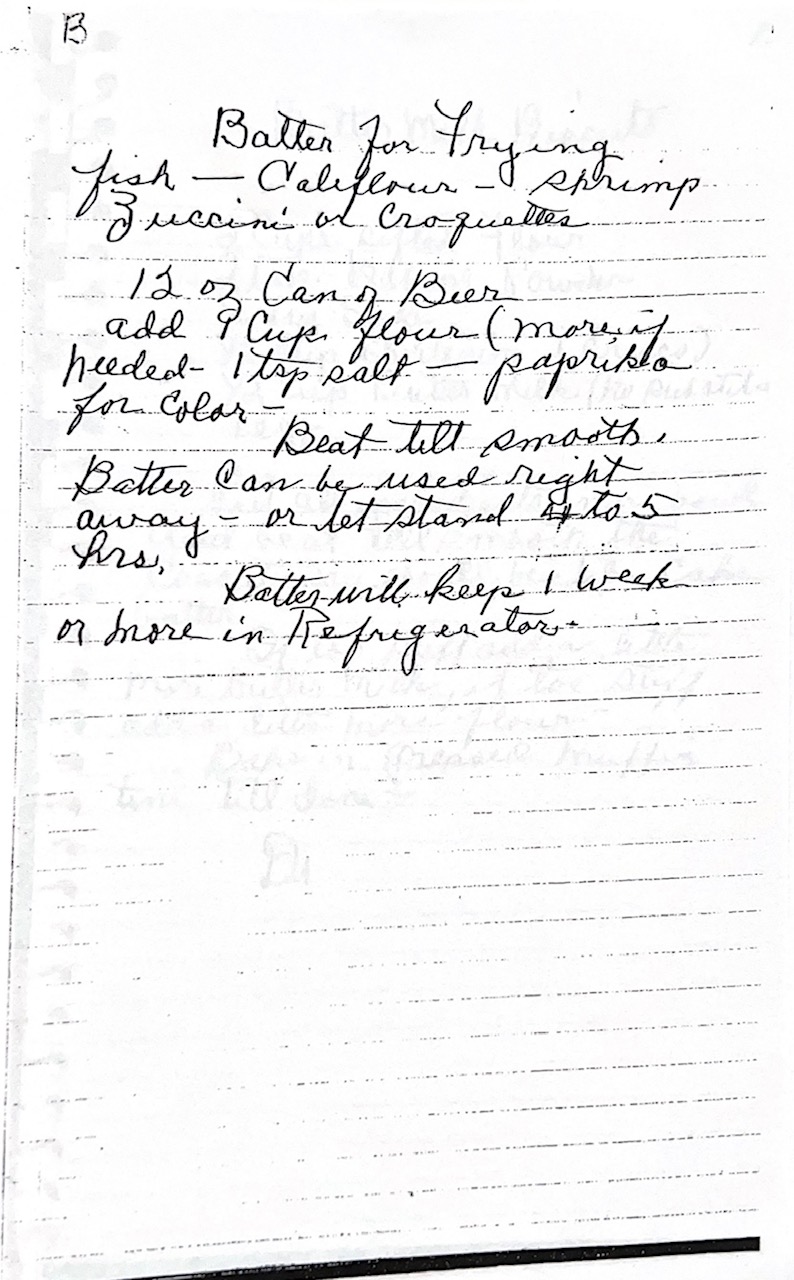 B
Batter for Frying
fish — Califlour - shrimp
Zuccini or Croquettes
12 oz Can of Beer
add 1 Cup flour (more if
needed - 1 tsp salt — paprika
for Color -
Beat till smooth.
Batter Can be used right
away - or let stand 4 to 5
hrs.
Batter will keep 1 week
or more in Refrigerator.